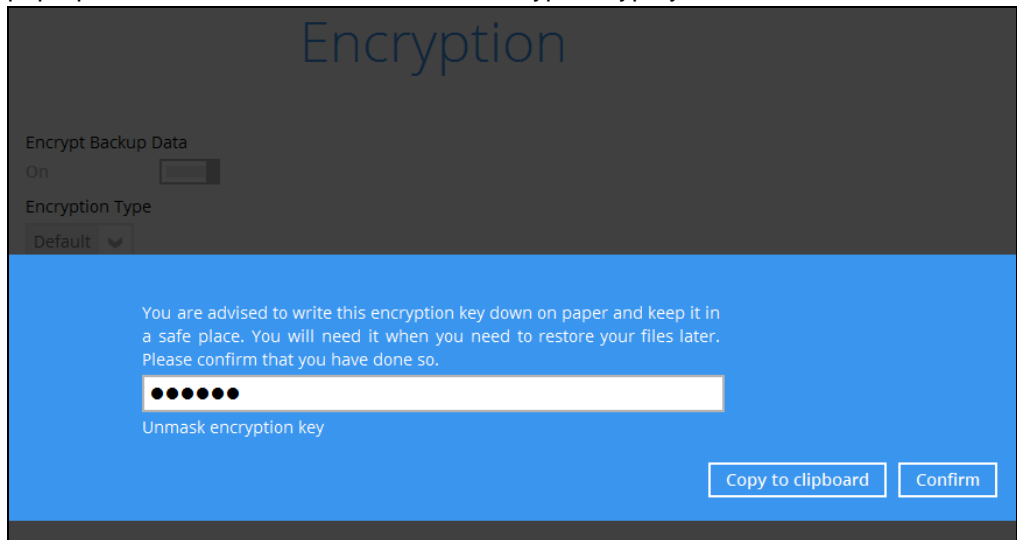 Encryption
Encrypt Backup Data
On
Encryption Type
Default
You are advised to write this encryption key down on paper and keep it in
a safe place. You will need it when you need to restore your files later.
Please confirm that you have done so.
●●●●●●
Unmask encryption key
Copy to clipboard Confirm